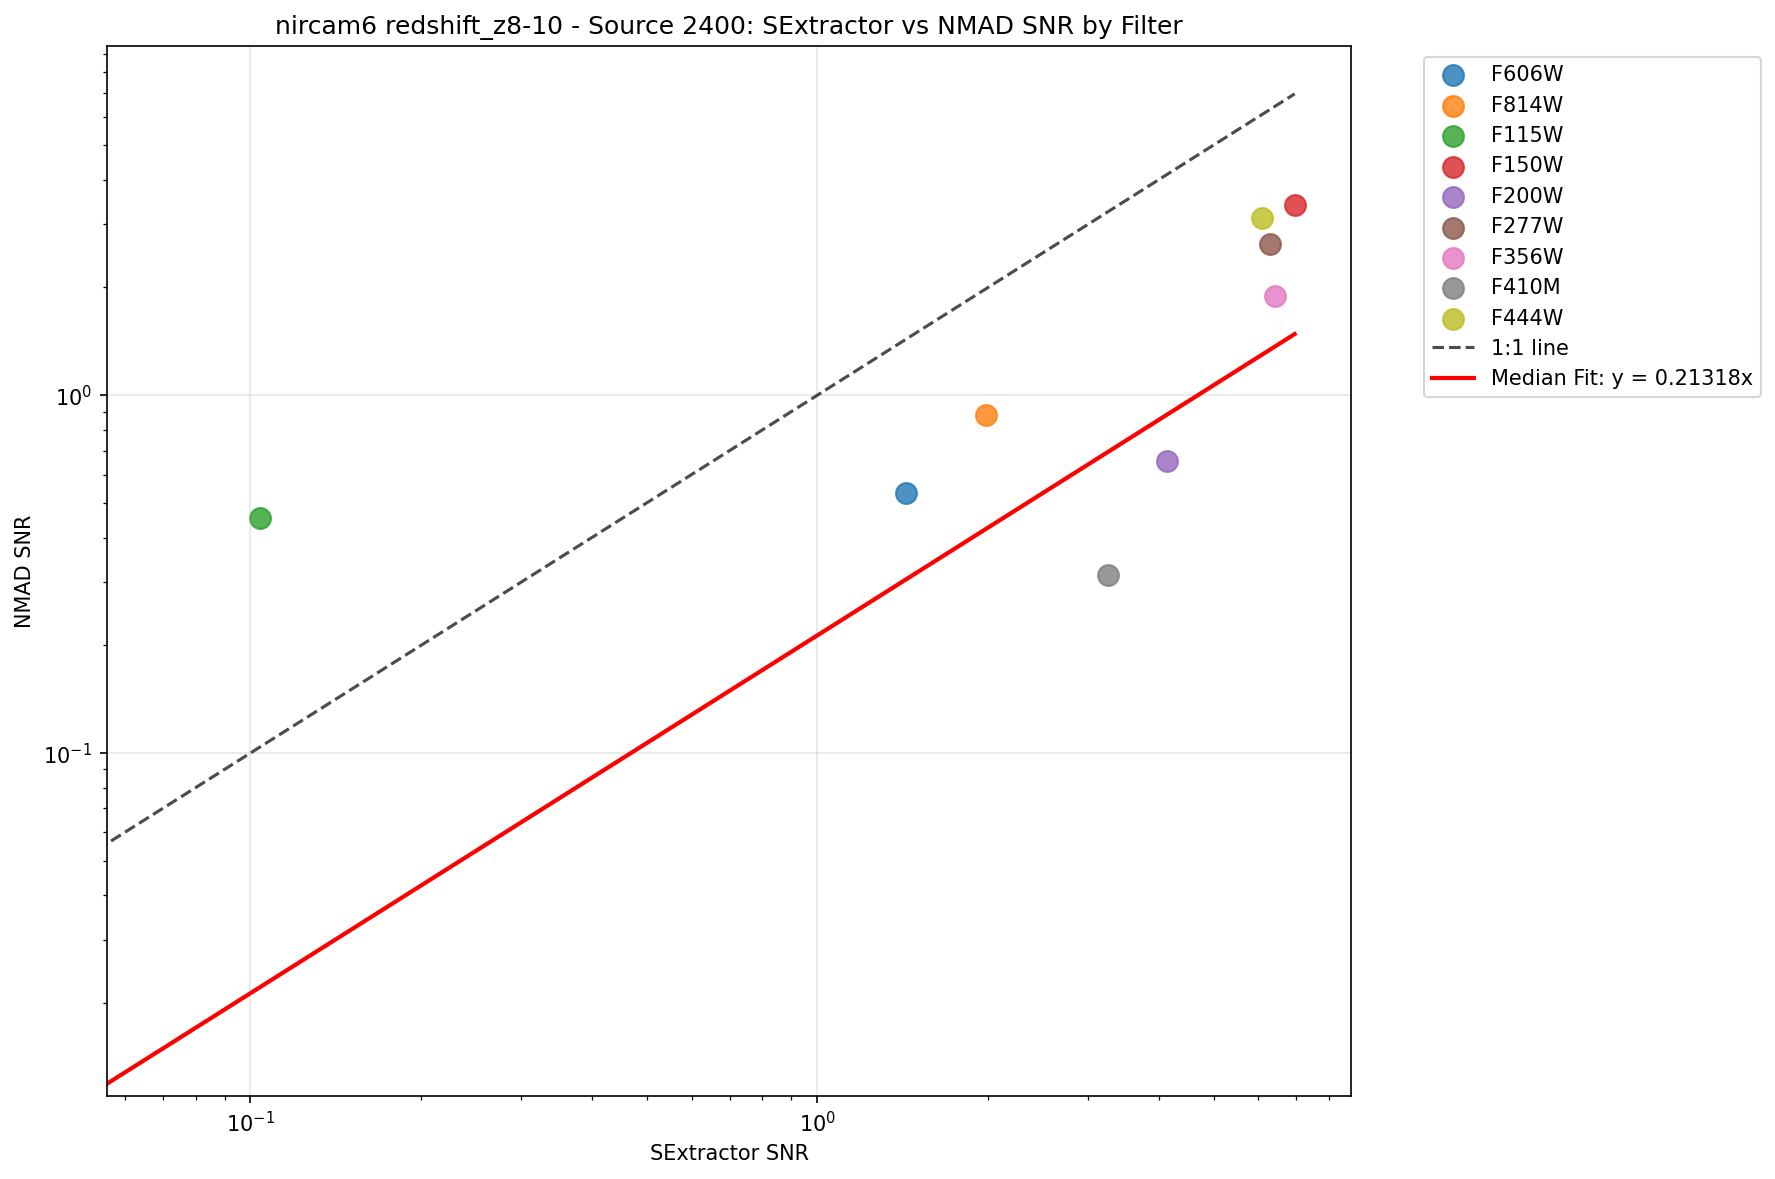 nircam6 redshift_z8-10 - Source 2400: SExtractor vs NMAD SNR by Filter
F606W
F814W
F115W
F150W
F200W
F277W
F356W
F410M
F444W
1:1 line
Median Fit: y = 0.21318x
NMAD SNR
10⁰
10⁻¹
10⁻¹
10⁰
SExtractor SNR